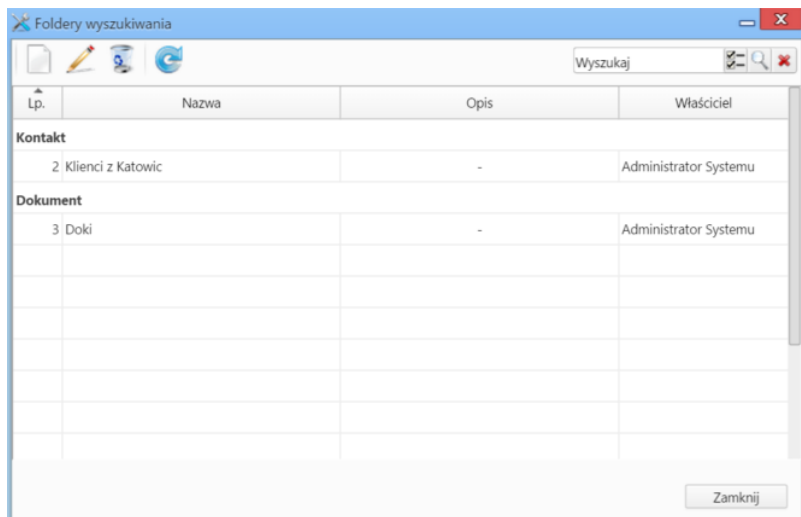 Foldery wyszukiwania
Wyszukaj
Lp. Nazwa Opis Właściciel
Kontakt
2 Klienci z Katowic - Administrator Systemu
Dokument
3 Doki - Administrator Systemu
Zamknij